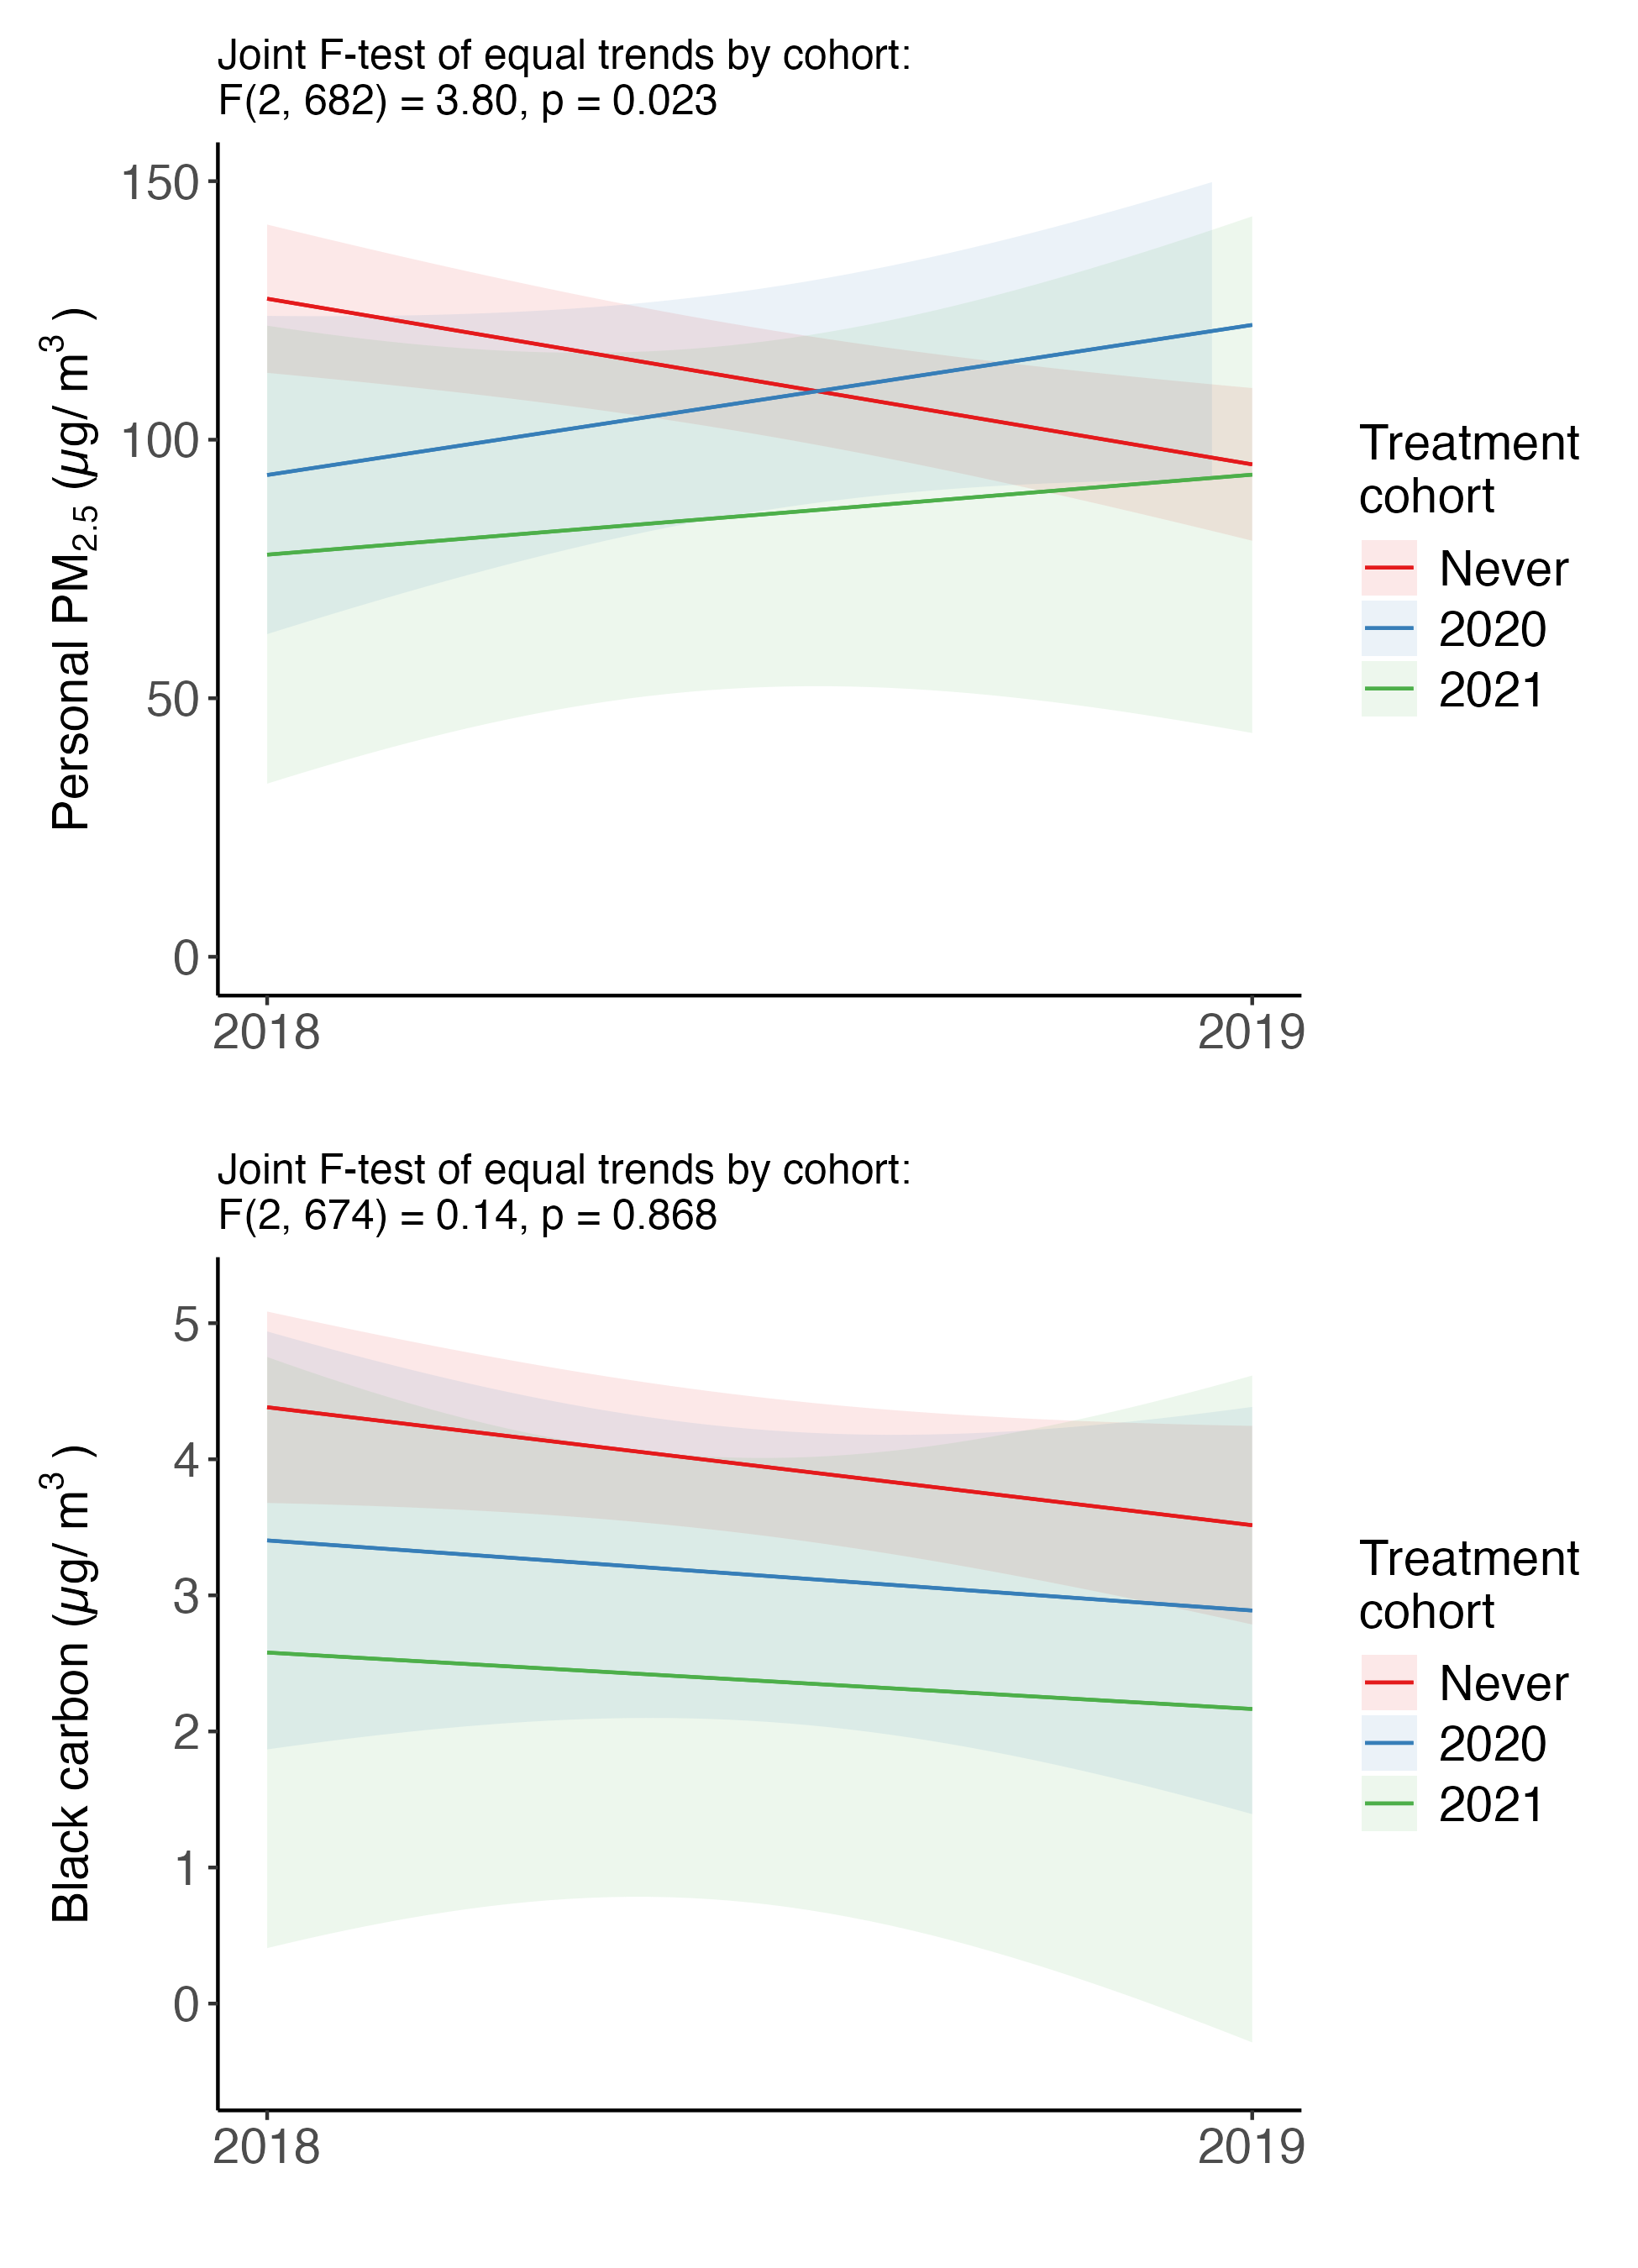 Joint F-test of equal trends by cohort:
F(2, 682) = 3.80, p = 0.023
Personal PM2.5 (µg/ m3 )
150
100
50
0
2018
2019
Treatment
cohort
Never
2020
2021
Joint F-test of equal trends by cohort:
F(2, 674) = 0.14, p = 0.868
Black carbon (µg/ m3 )
5
4
3
2
1
0
2018
2019
Treatment
cohort
Never
2020
2021